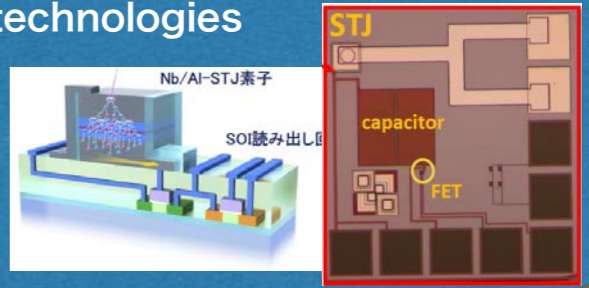 technologies
Nb/Al-STJ素子
SOI読み出し回
STJ
capacitor
FET